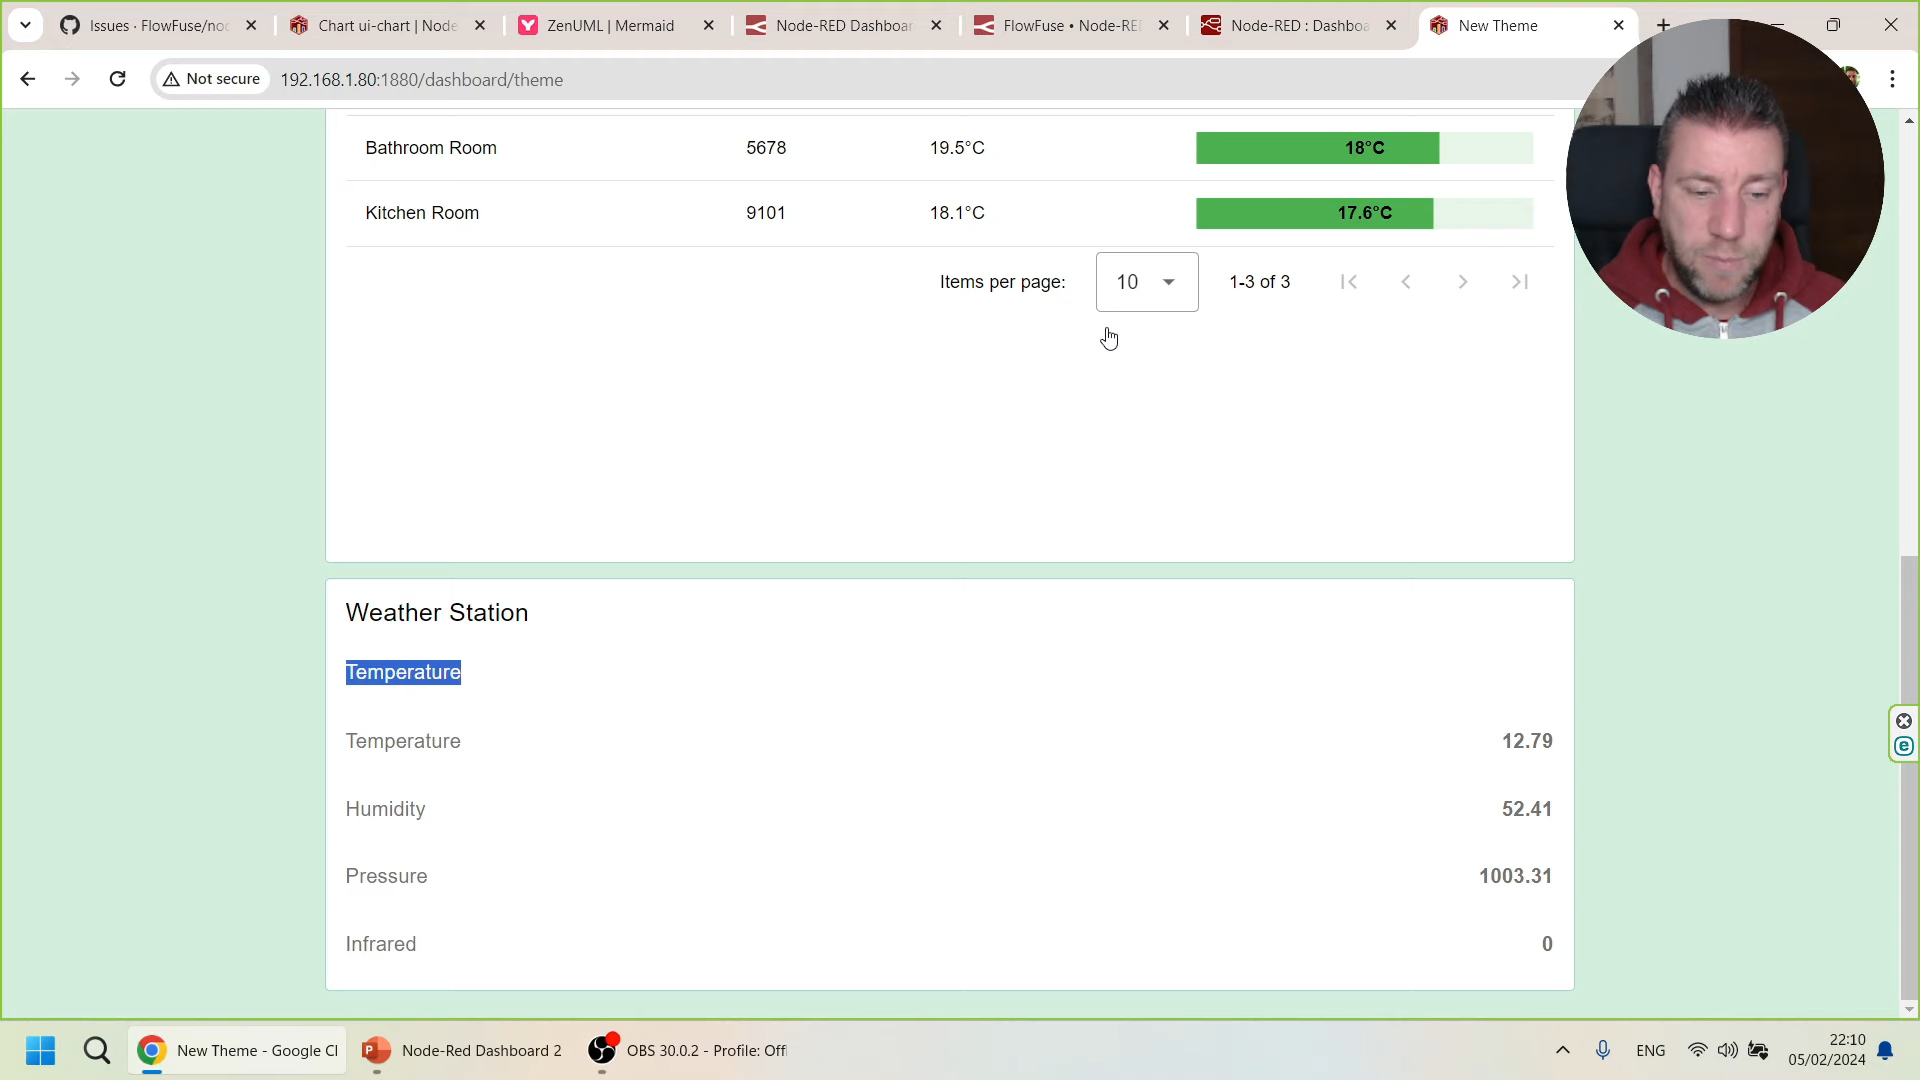 Issues · FlowFuse/noc
Chart ui-chart | Node
ZenUML | Mermaid
Node-RED Dashboar
FlowFuse • Node-RE
Node-RED : Dashboa
New Theme
Not secure
192.168.1.80:1880/dashboard/theme
Bathroom Room 5678 19.5°C 18°C
Kitchen Room 9101 18.1°C 17.6°C
Items per page: 10 1-3 of 3
Weather Station
Temperature
Temperature 12.79
Humidity 52.41
Pressure 1003.31
Infrared 0
New Theme - Google Cl
Node-Red Dashboard 2
OBS 30.0.2 - Profile: Offi
ENG
22:10
05/02/2024